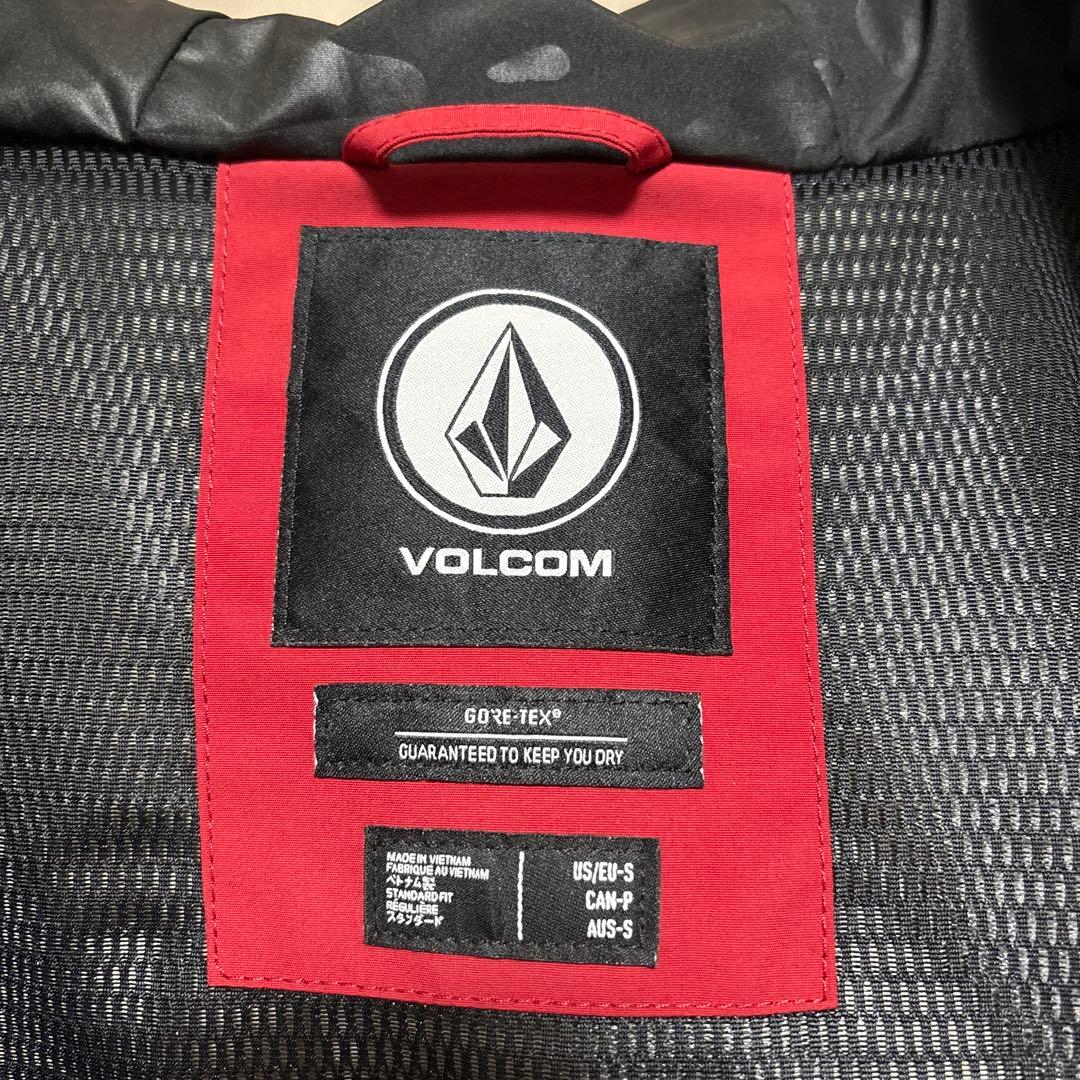 VOLCOM
GORE-TEX®
GUARANTEED TO KEEP YOU DRY
MADE IN VIETNAM
FABRIQUE AU VIETNAM
ベトナム製
STANDARD FIT
RÉGULIÈRE
スタンダード
US/EU-S
CAN-P
AUS-S